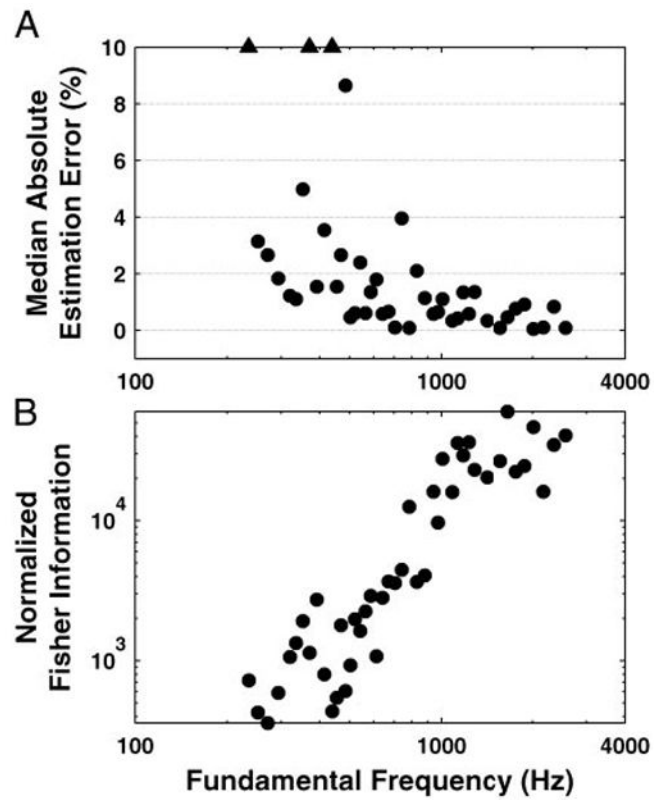 A
Median Absolute
Estimation Error (%)
10
8
6
4
2
0
100
1000
4000
B
Normalized
Fisher Information
10^4
10^3
100
1000
4000
Fundamental Frequency (Hz)